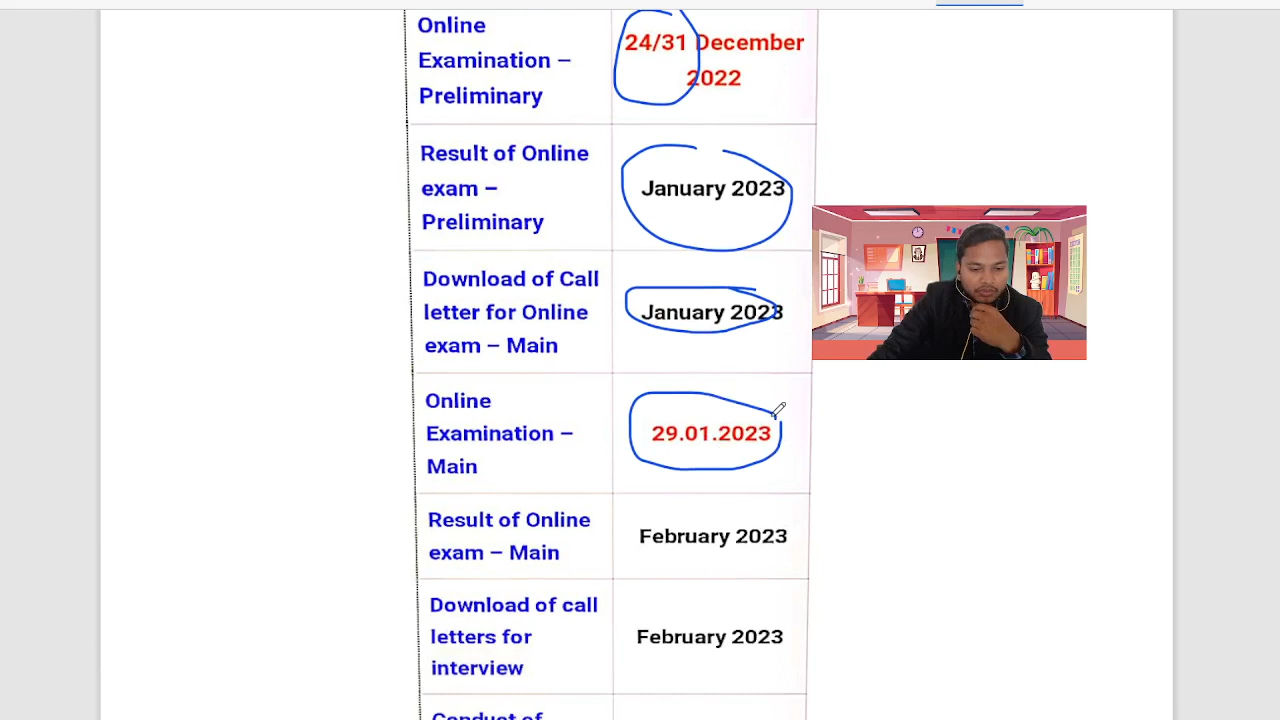 Online
Examination –
Preliminary
24/31 December
2022
Result of Online
exam –
Preliminary
January 2023
Download of Call
letter for Online
exam – Main
January 2023
Online
Examination –
Main
29.01.2023
Result of Online
exam – Main
February 2023
Download of call
letters for
interview
February 2023
Conduct of